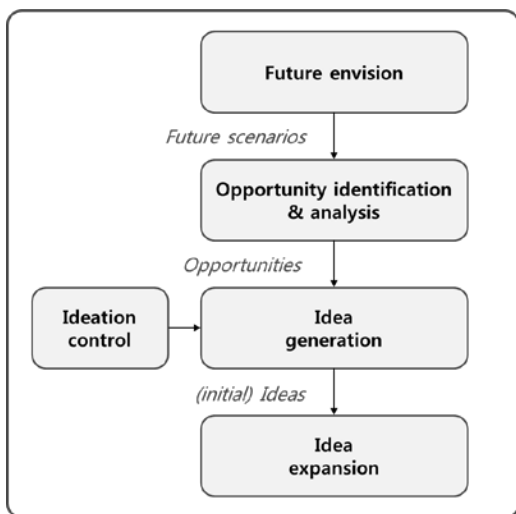 Future envision
Future scenarios
Opportunity identification
& analysis
Opportunities
Ideation
control
Idea
generation
(initial) Ideas
Idea
expansion